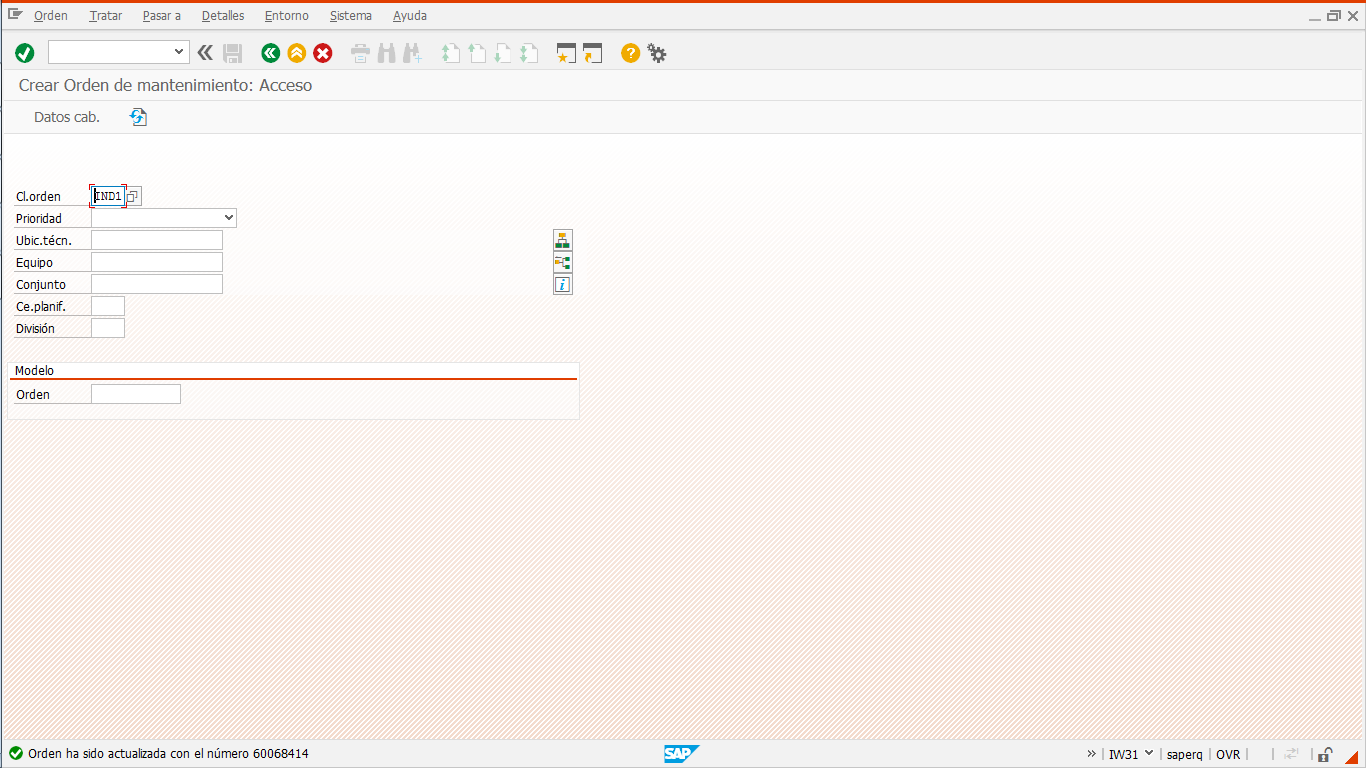 Orden Tratar Pasar a Detalles Entorno Sistema Ayuda
Crear Orden de mantenimiento: Acceso
Datos cab.
Cl.orden IND1
Prioridad
Ubic.técn.
Equipo
Conjunto
Ce.planif.
División
Modelo
Orden
Orden ha sido actualizada con el número 60068414 SAP IW31 saperq OVR